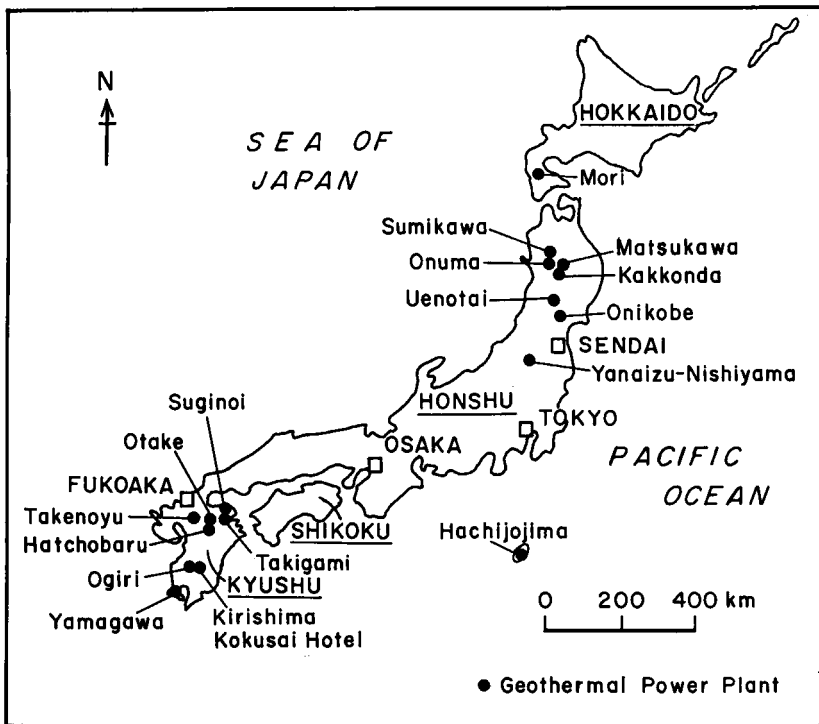 N
SEA OF
JAPAN
HOKKAIDO
Mori
Sumikawa
Onuma
Matsukawa
Kakkonda
Uenotai
Onikobe
SENDAI
Yanaizu-Nishiyama
HONSHU
TOKYO
PACIFIC
OCEAN
Suginoi
Otake
OSAKA
FUKOAKA
Takenoyu
Hatchobaru
SHIKOKU
Takigami
Hachijojima
Ogiri
KYUSHU
Yamagawa
Kirishima
Kokusai Hotel
0 200 400 km
Geothermal Power Plant